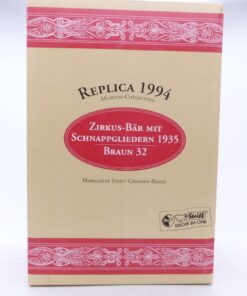 REPLICA 1994
MUSEUM-COLLECTION
ZIRKUS-BÄR MIT
SCHNAPPGLIEDERN 1935
BRAUN 32
MARGARETE STEIFF GIENGEN-BRENZ
Steiff
KNOPF IM OHR